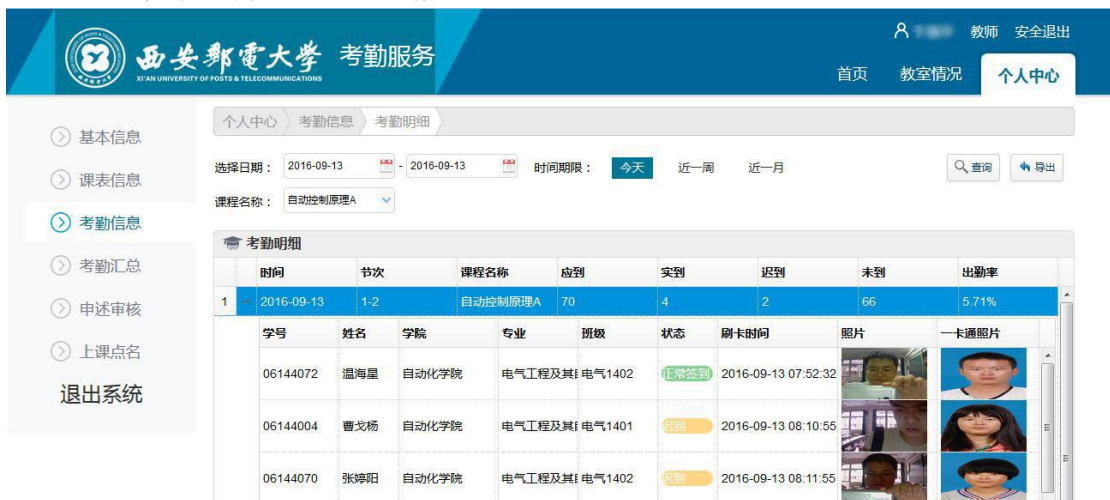 教师 安全退出
西安邮电大学 考勤服务
XI'AN UNIVERSITY OF POSTS & TELECOMMUNICATIONS
首页 教室情况 个人中心
基本信息
课表信息
考勤信息
考勤汇总
申述审核
上课点名
退出系统
个人中心 考勤信息 考勤明细
选择日期： 2016-09-13 - 2016-09-13 时间期限： 今天 近一周 近一月 查询 导出
课程名称： 自动控制原理A
考勤明细
时间 节次 课程名称 应到 实到 迟到 未到 出勤率
1 2016-09-13 1-2 自动控制原理A 70 4 2 66 5.71%
学号 姓名 学院 专业 班级 状态 刷卡时间 照片 一卡通照片
06144072 温海星 自动化学院 电气工程及其 电气1402 正常签到 2016-09-13 07:52:32
06144004 曹戈杨 自动化学院 电气工程及其 电气1401 迟到 2016-09-13 08:10:55
06144070 张婷阳 自动化学院 电气工程及其 电气1402 迟到 2016-09-13 08:11:55